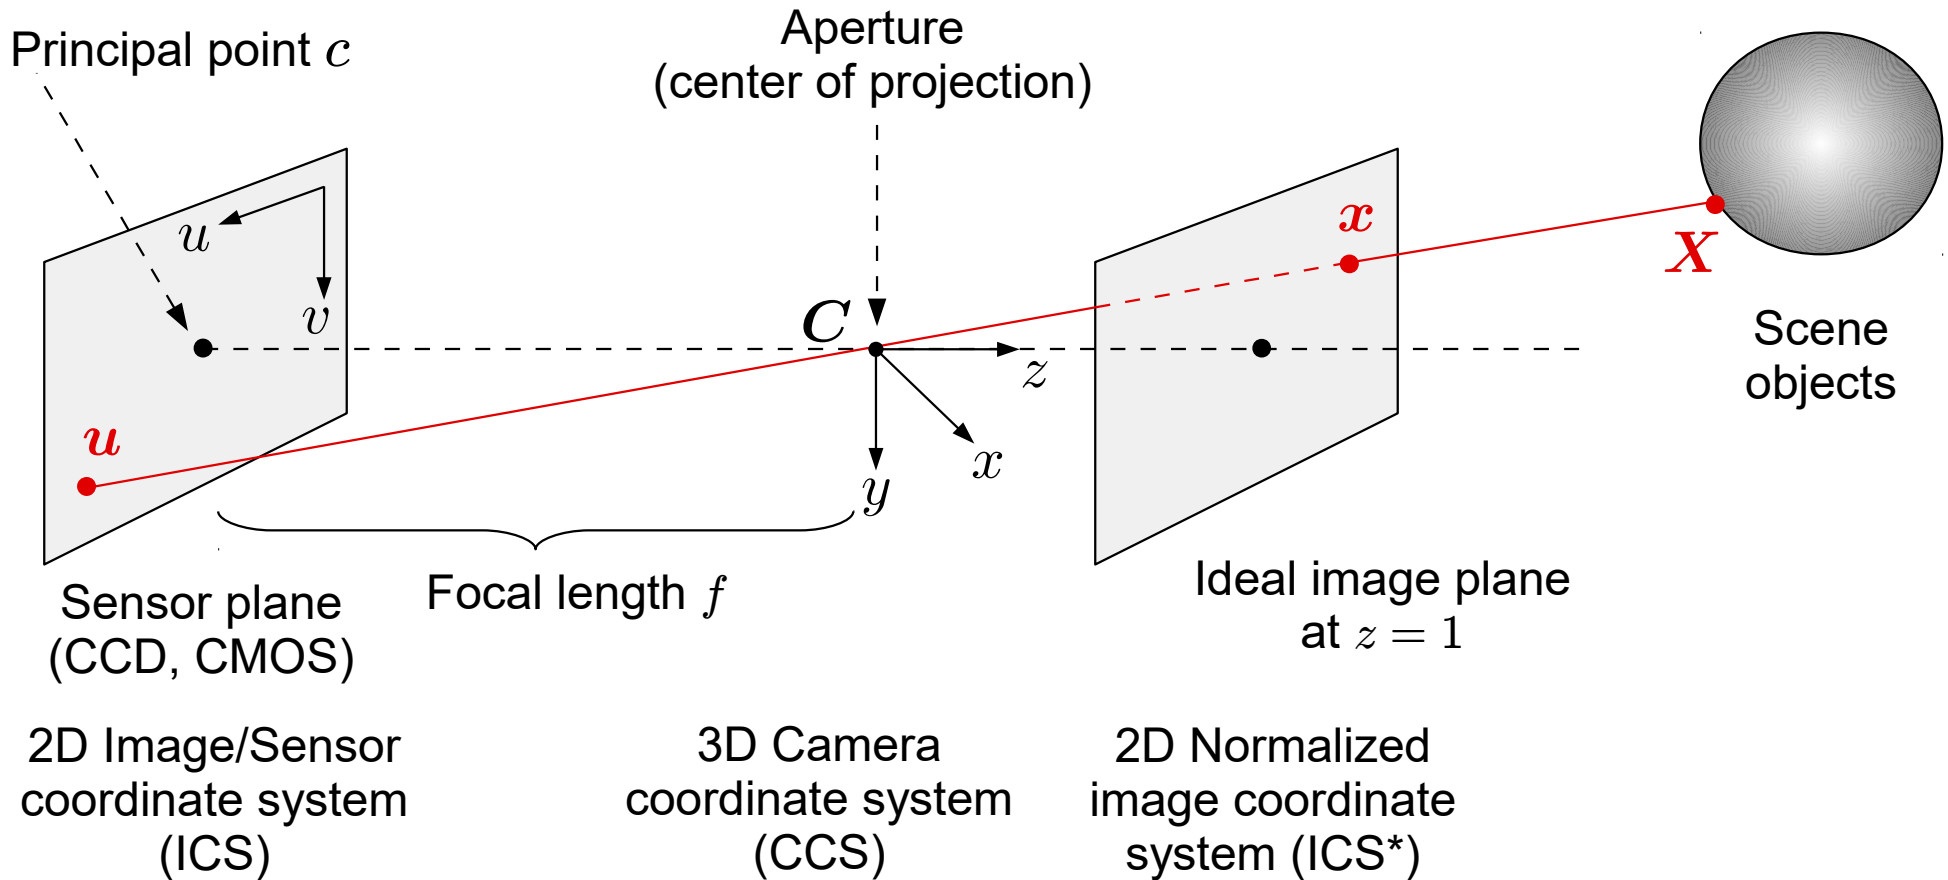 Principal point c
Aperture
(center of projection)
u
v
C
z
x
y
u
x
X
Scene
objects
Sensor plane
(CCD, CMOS)
Focal length f
Ideal image plane
at z = 1
2D Image/Sensor
coordinate system
(ICS)
3D Camera
coordinate system
(CCS)
2D Normalized
image coordinate
system (ICS*)